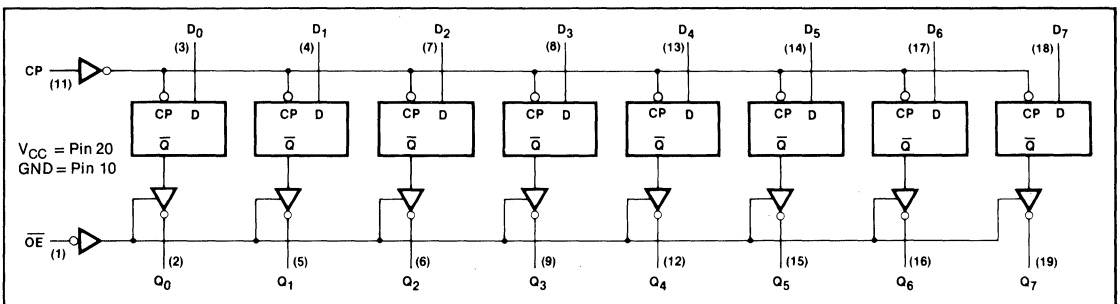 D0 D1 D2 D3 D4 D5 D6 D7
(3) (4) (7) (8) (13) (14) (17) (18)
CP
(11)
CP D CP D CP D CP D CP D CP D CP D CP D
Q̅ Q̅ Q̅ Q̅ Q̅ Q̅ Q̅ Q̅
VCC = Pin 20
GND = Pin 10
O̅E̅
(1)
(2) (5) (6) (9) (12) (15) (16) (19)
Q0 Q1 Q2 Q3 Q4 Q5 Q6 Q7